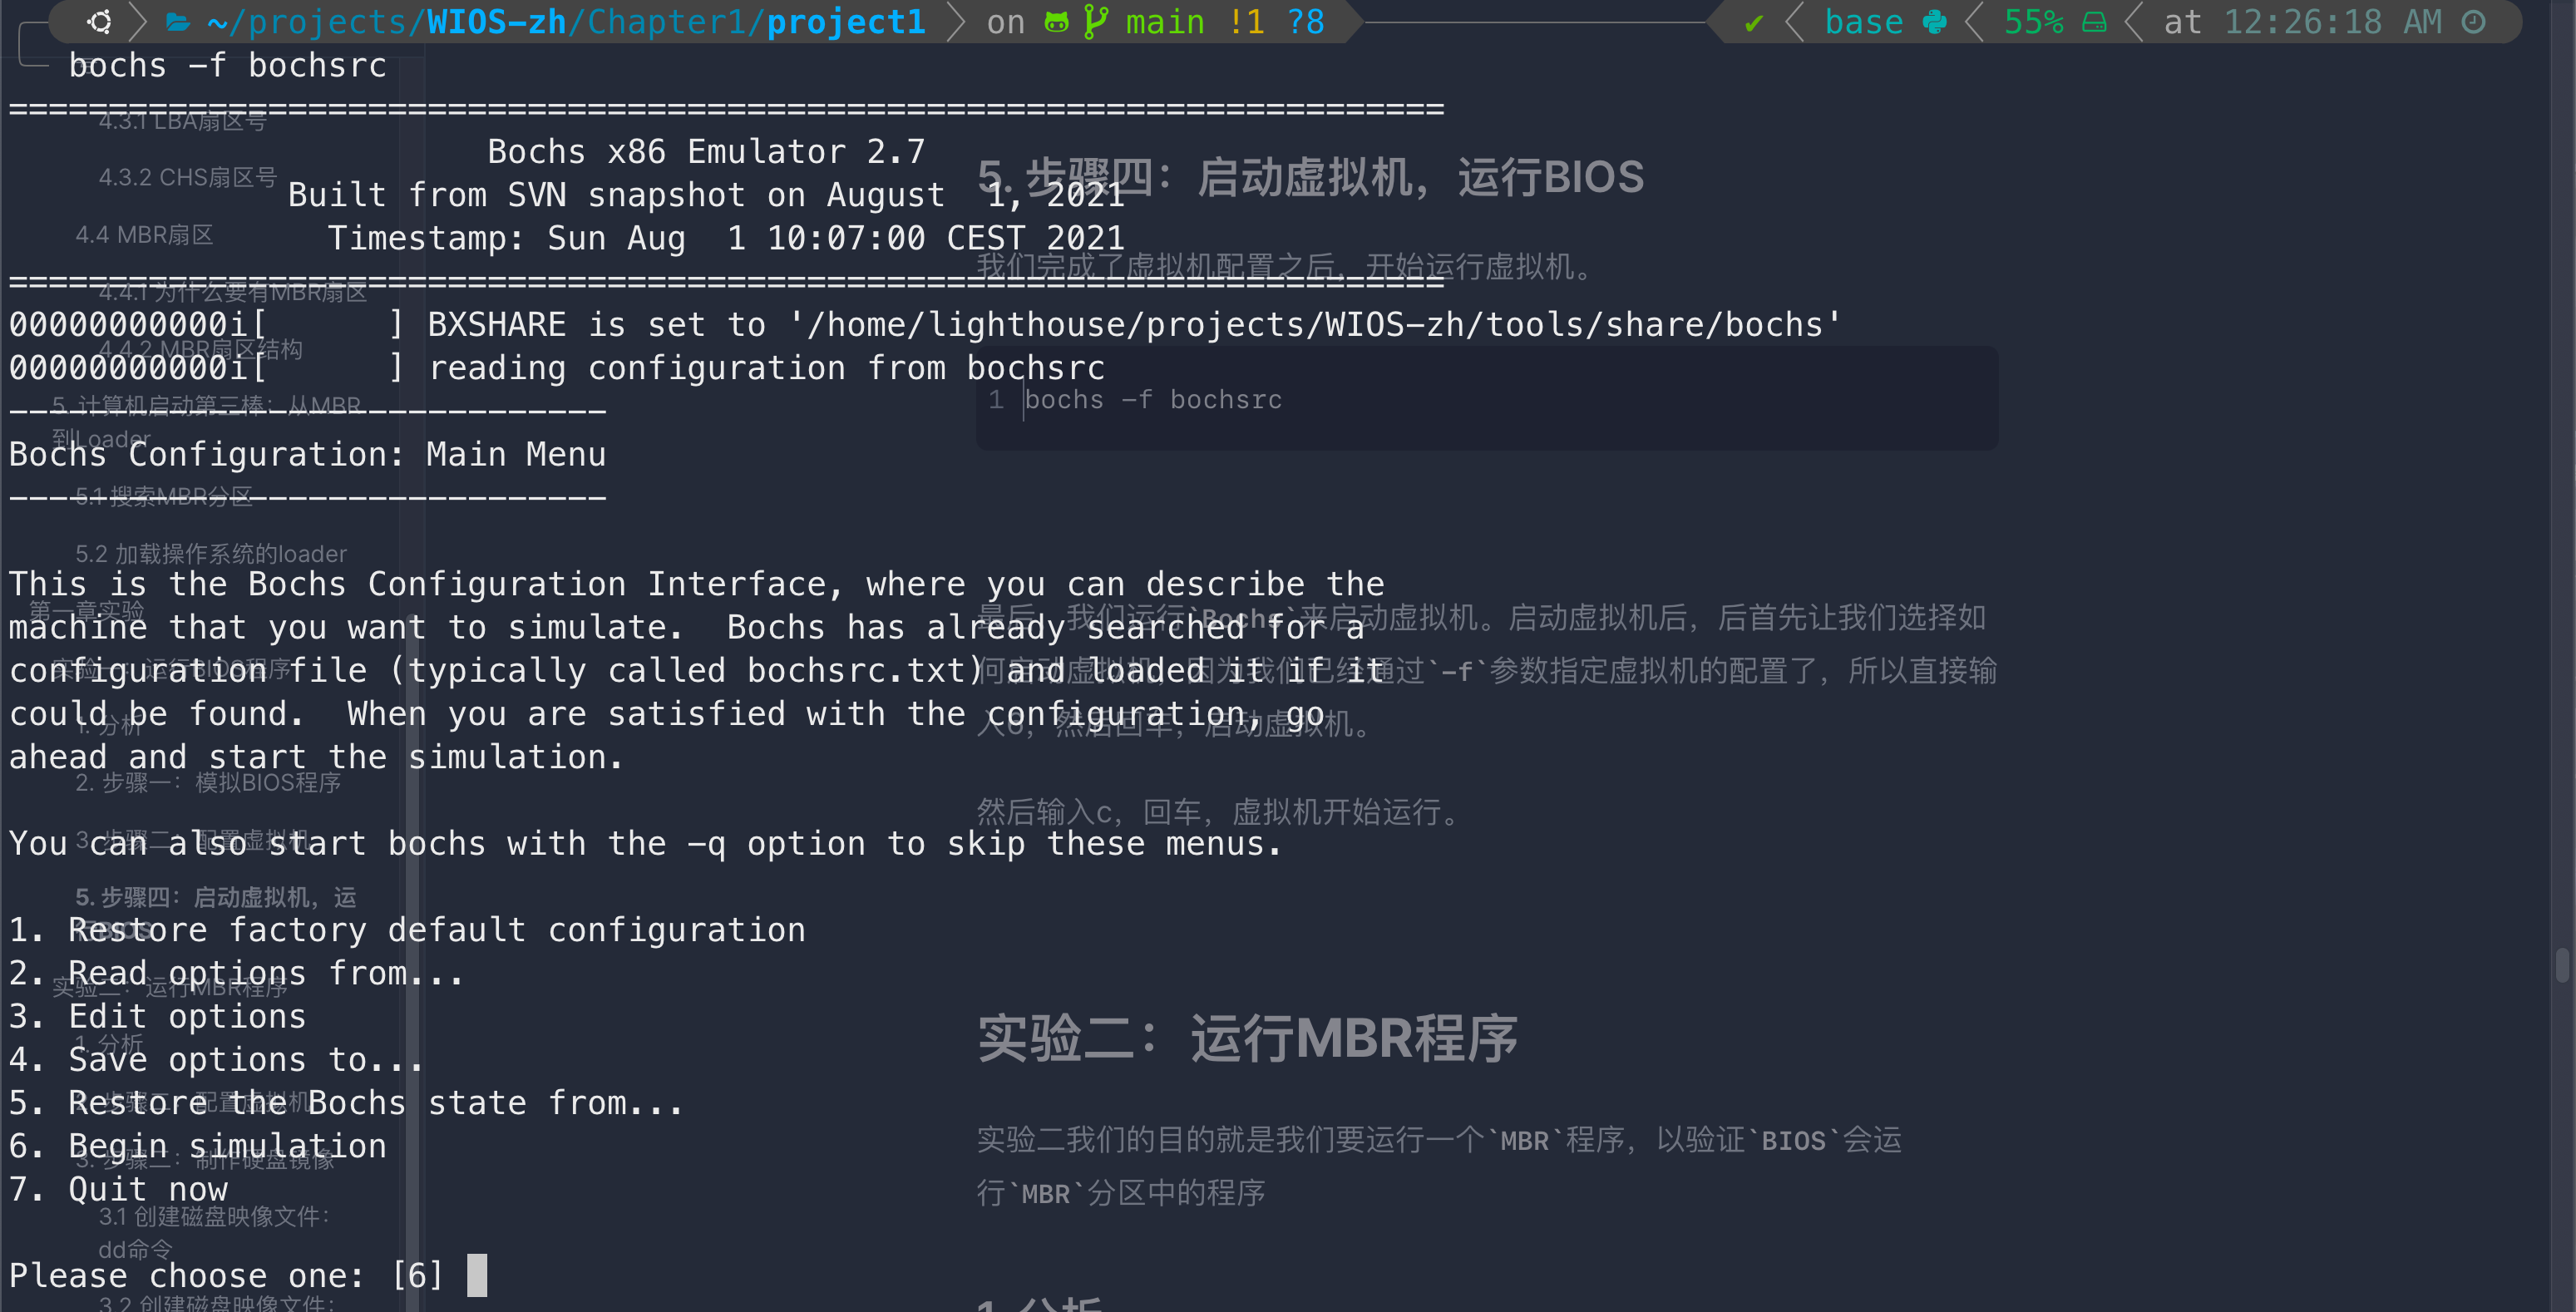 ~/projects/WIOS-zh/Chapter1/project1 on main !1 ?8 ✔ base 55% at 12:26:18 AM
bochs -f bochsrc
========================================================================
Bochs x86 Emulator 2.7
Built from SVN snapshot on August  1, 2021
Timestamp: Sun Aug  1 10:07:00 CEST 2021
========================================================================
00000000000i[      ] BXSHARE is set to '/home/lighthouse/projects/WIOS-zh/tools/share/bochs'
00000000000i[      ] reading configuration from bochsrc
------------------------------
Bochs Configuration: Main Menu
------------------------------
This is the Bochs Configuration Interface, where you can describe the
machine that you want to simulate.  Bochs has already searched for a
configuration file (typically called bochsrc.txt) and loaded it if it
could be found.  When you are satisfied with the configuration, go
ahead and start the simulation.
You can also start bochs with the -q option to skip these menus.
1. Restore factory default configuration
2. Read options from...
3. Edit options
4. Save options to...
5. Restore the Bochs state from...
6. Begin simulation
7. Quit now
Please choose one: [6]
4.3.1 LBA扇区号
4.3.2 CHS扇区号
4.4 MBR扇区
4.4.1 为什么要有MBR扇区
4.4.2 MBR扇区结构
5. 计算机启动第三棒：从MBR
到Loader
5.1 搜索MBR分区
5.2 加载操作系统的loader
第一章实验
实验一：运行BIOS程序
1. 分析
2. 步骤一：模拟BIOS程序
3. 步骤二：配置虚拟机
5. 步骤四：启动虚拟机，运
行BIOS
实验二：运行MBR程序
1. 分析
步骤二：配置虚拟机
3. 步骤二：制作硬盘镜像
3.1 创建磁盘映像文件：
dd命令
3.2 创建磁盘映像文件：
5. 步骤四：启动虚拟机，运行BIOS
我们完成了虚拟机配置之后，开始运行虚拟机。
1 bochs -f bochsrc
最后，我们运行`Bochs`来启动虚拟机。启动虚拟机后，后首先让我们选择如
何启动虚拟机，因为我们已经通过`-f`参数指定虚拟机的配置了，所以直接输
入6，然后回车，启动虚拟机。
然后输入c，回车，虚拟机开始运行。
实验二：运行MBR程序
实验二我们的目的就是我们要运行一个`MBR`程序，以验证`BIOS`会运
行`MBR`分区中的程序
1. 分析